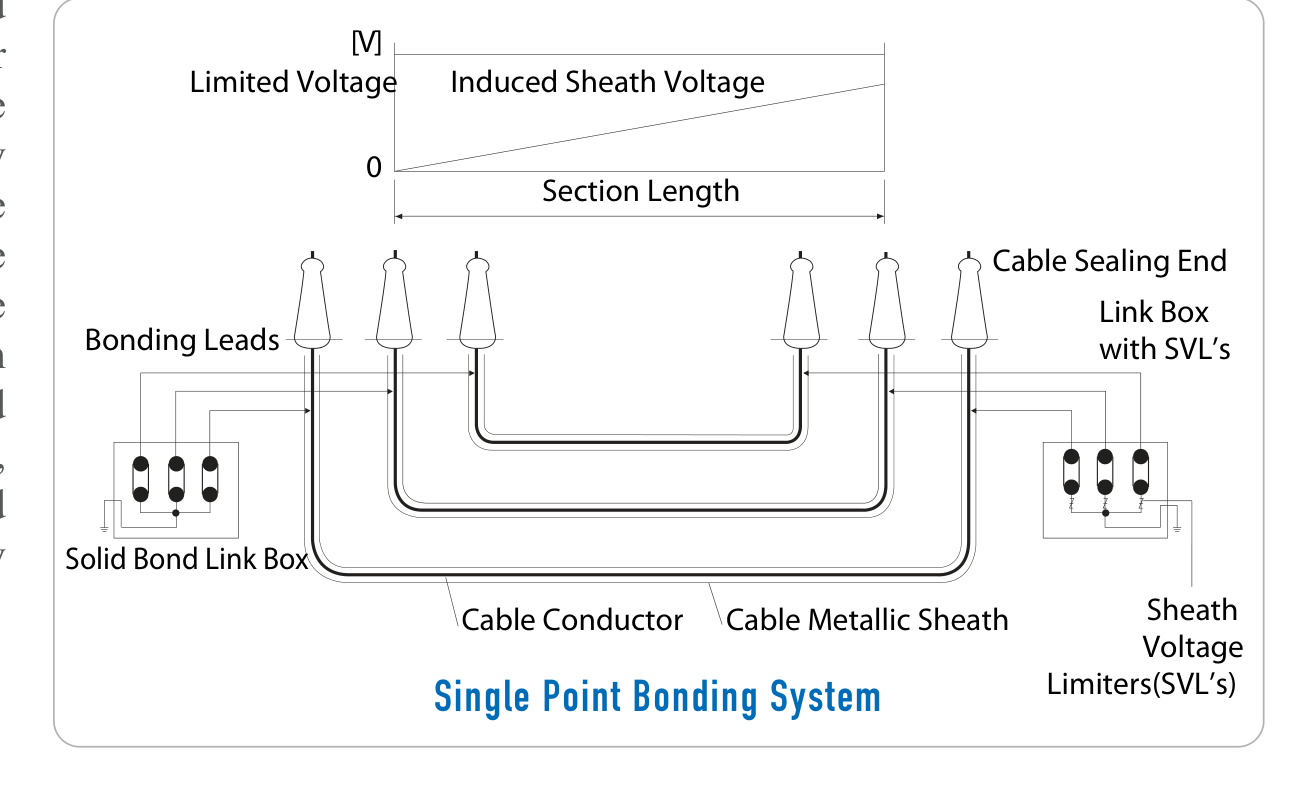 [V]
Limited Voltage
Induced Sheath Voltage
0
Section Length
Cable Sealing End
Link Box
with SVL's
Bonding Leads
Solid Bond Link Box
Cable Conductor
Cable Metallic Sheath
Sheath
Voltage
Limiters(SVL's)
Single Point Bonding System